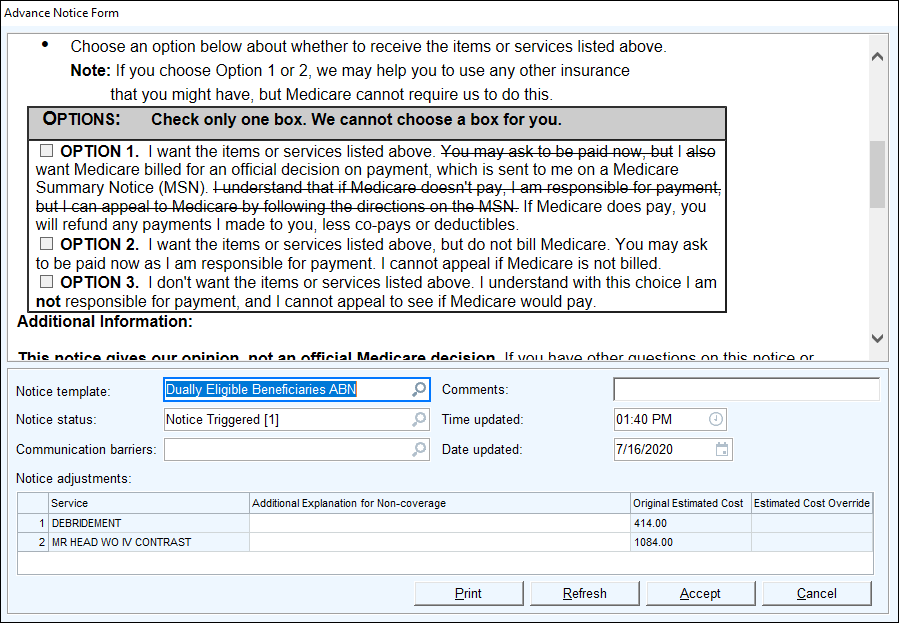 Advance Notice Form
• Choose an option below about whether to receive the items or services listed above.
Note: If you choose Option 1 or 2, we may help you to use any other insurance
that you might have, but Medicare cannot require us to do this.
OPTIONS: Check only one box. We cannot choose a box for you.
OPTION 1. I want the items or services listed above. You may ask to be paid now, but I also
want Medicare billed for an official decision on payment, which is sent to me on a Medicare
Summary Notice (MSN). I understand that if Medicare doesn't pay, I am responsible for payment,
but I can appeal to Medicare by following the directions on the MSN. If Medicare does pay, you
will refund any payments I made to you, less co-pays or deductibles.
OPTION 2. I want the items or services listed above, but do not bill Medicare. You may ask
to be paid now as I am responsible for payment. I cannot appeal if Medicare is not billed.
OPTION 3. I don't want the items or services listed above. I understand with this choice I am
not responsible for payment, and I cannot appeal to see if Medicare would pay.
Additional Information:
This notice gives our opinion, not an official Medicare decision. If you have other questions on this notice or
Notice template: Dually Eligible Beneficiaries ABN Comments:
Notice status: Notice Triggered [1] Time updated: 01:40 PM
Communication barriers: Date updated: 7/16/2020
Notice adjustments:
Service Additional Explanation for Non-coverage Original Estimated Cost Estimated Cost Override
1 DEBRIDEMENT 414.00
2 MR HEAD WO IV CONTRAST 1084.00
Print Refresh Accept Cancel